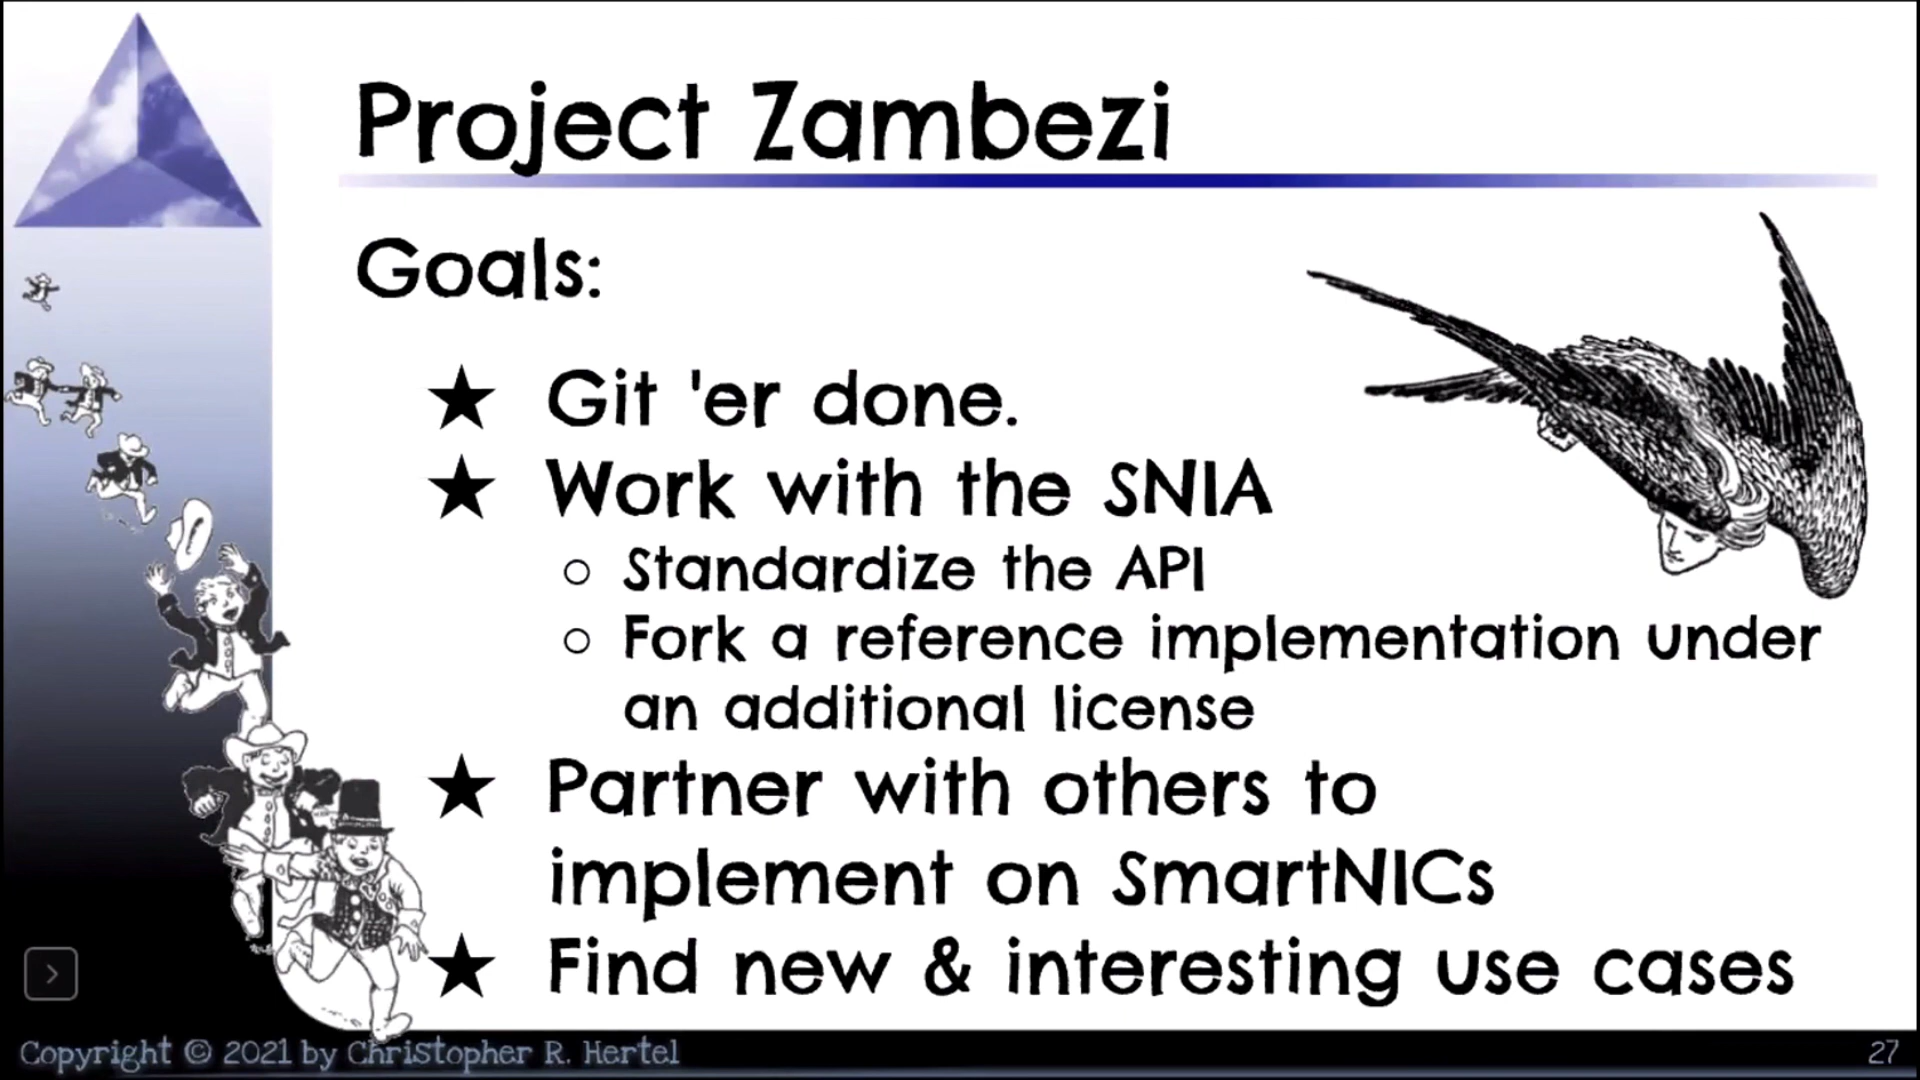 Project Zambezi
Goals:
★ Git 'er done.
★ Work with the SNIA
○ Standardize the API
○ Fork a reference implementation under
an additional license
★ Partner with others to
implement on SmartNICs
★ Find new & interesting use cases
Copyright © 2021 by Christopher R. Hertel
27